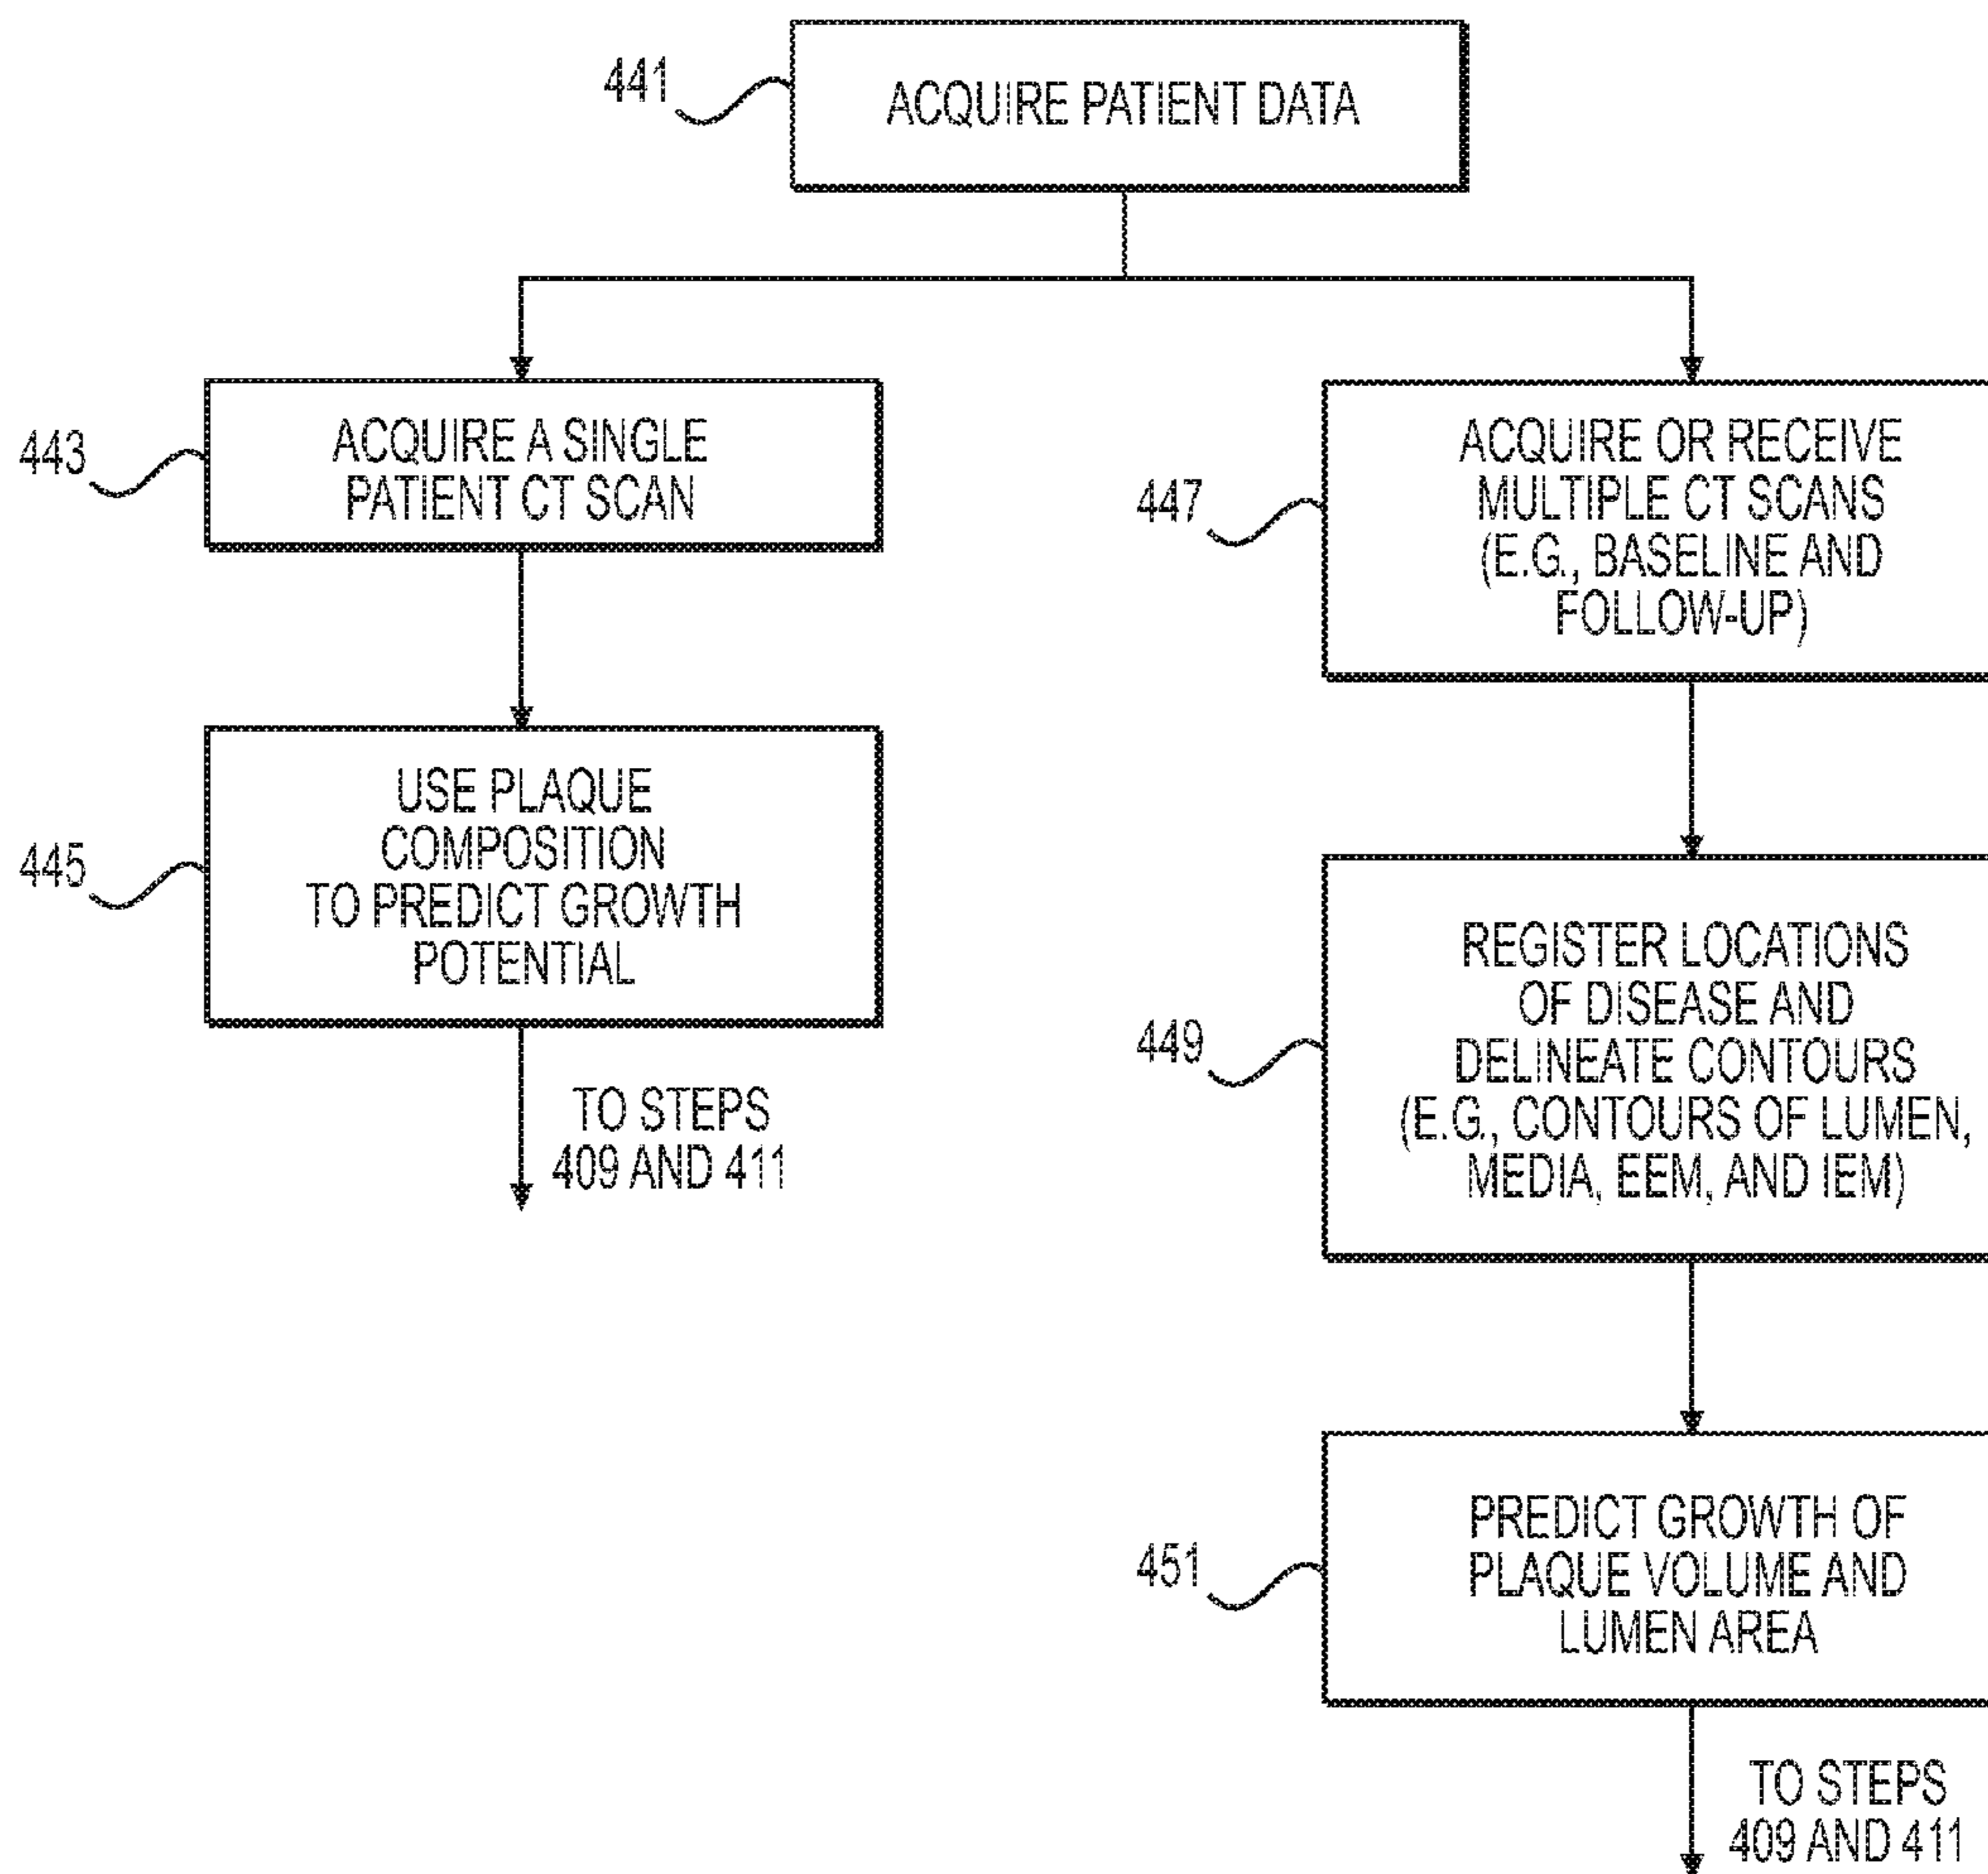 441
ACQUIRE PATIENT DATA
443
ACQUIRE A SINGLE
PATIENT CT SCAN
445
USE PLAQUE
COMPOSITION
TO PREDICT GROWTH
POTENTIAL
TO STEPS
409 AND 411
447
ACQUIRE OR RECEIVE
MULTIPLE CT SCANS
(E.G., BASELINE AND
FOLLOW-UP)
449
REGISTER LOCATIONS
OF DISEASE AND
DELINEATE CONTOURS
(E.G., CONTOURS OF LUMEN,
MEDIA, EEM, AND IEM)
451
PREDICT GROWTH OF
PLAQUE VOLUME AND
LUMEN AREA
TO STEPS
409 AND 411